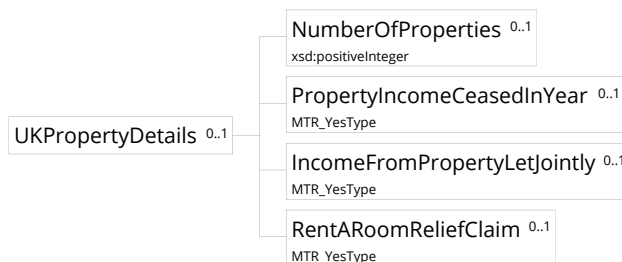 NumberOfProperties 0..1
xsd:positiveInteger
PropertyIncomeCeasedInYear 0..1
MTR_YesType
UKPropertyDetails 0..1
IncomeFromPropertyLetJointly 0..1
MTR_YesType
RentARoomReliefClaim 0..1
MTR_YesType